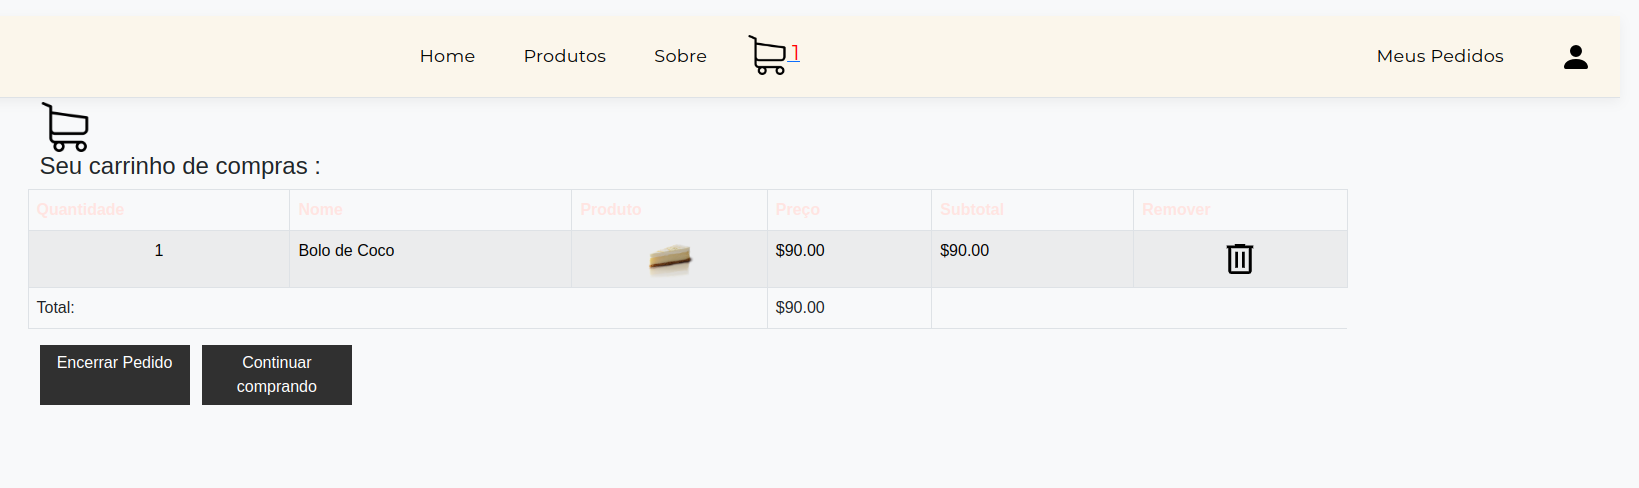 Home Produtos Sobre 1 Meus Pedidos
Seu carrinho de compras :
Quantidade Nome Produto Preço Subtotal Remover
1 Bolo de Coco $90.00 $90.00
Total: $90.00
Encerrar Pedido Continuar
comprando